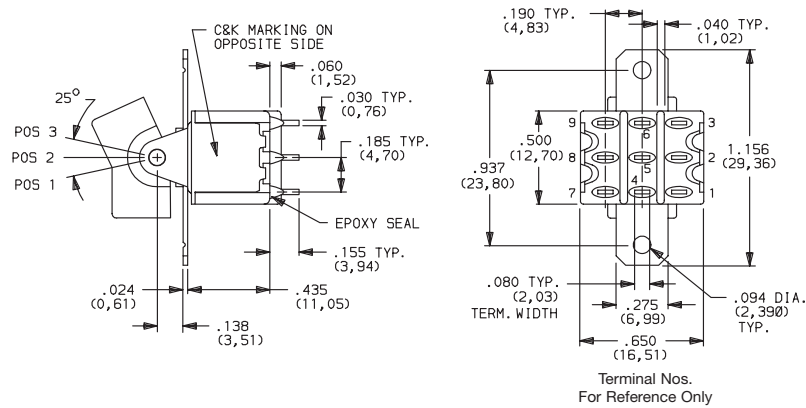 C&K MARKING ON
OPPOSITE SIDE
.060
(1,52)
.030 TYP.
(0,76)
25°
POS 3
POS 2
POS 1
.185 TYP.
(4,70)
EPOXY SEAL
.155 TYP.
(3,94)
.024
(0,61)
.435
(11,05)
.138
(3,51)
.190 TYP.
(4,83)
.040 TYP.
(1,02)
9
6
3
.500
(12,70)
1.156
(29,36)
8
5
2
.937
(23,80)
7
4
1
.080 TYP.
(2,03)
TERM. WIDTH
.275
(6,99)
.094 DIA.
(2,390)
TYP.
.650
(16,51)
Terminal Nos.
For Reference Only